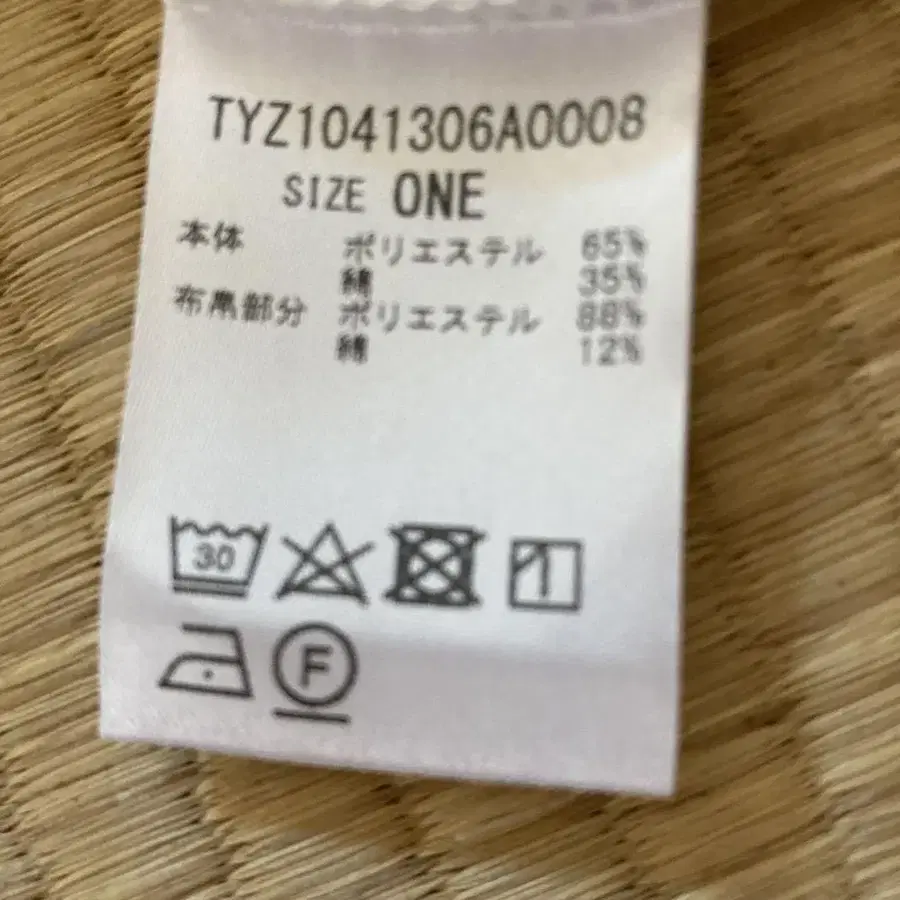 TYZ1041306A0008
SIZE ONE
本体 ポリエステル 65%
綿 35%
布帛部分 ポリエステル 88%
綿 12%
30
F